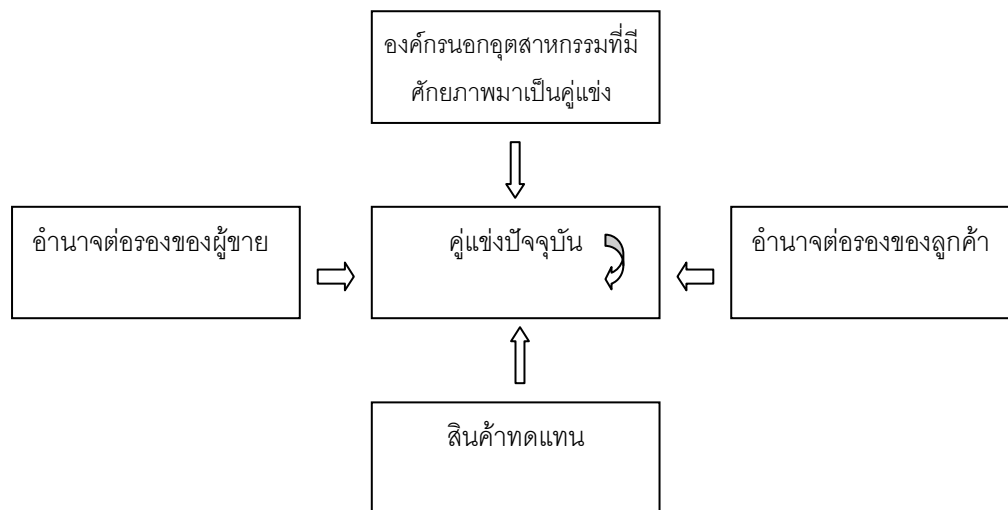 องค์กรนอกอุตสาหกรรมที่มี
ศักยภาพมาเป็นคู่แข่ง
อำนาจต่อรองของผู้ขาย
คู่แข่งปัจจุบัน
อำนาจต่อรองของลูกค้า
สินค้าทดแทน